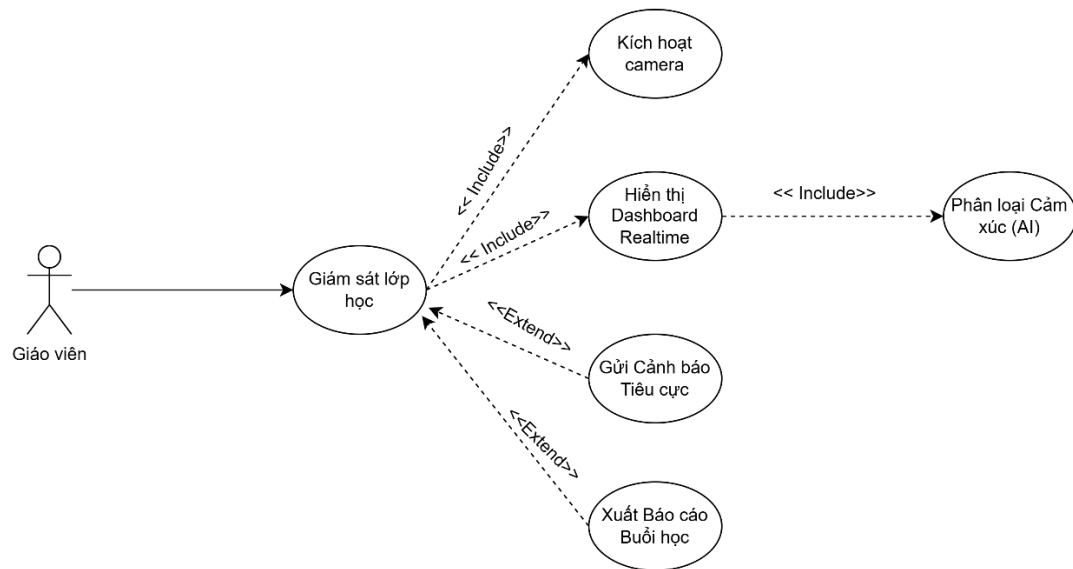 Kích hoạt
camera
<< Include>>
Hiển thị
Dashboard
Realtime
<< Include>>
<< Include>>
Phân loại Cảm
xúc (AI)
Giám sát lớp
học
Giáo viên
<<Extend>>
Gửi Cảnh báo
Tiêu cực
<<Extend>>
Xuất Báo cáo
Buổi học